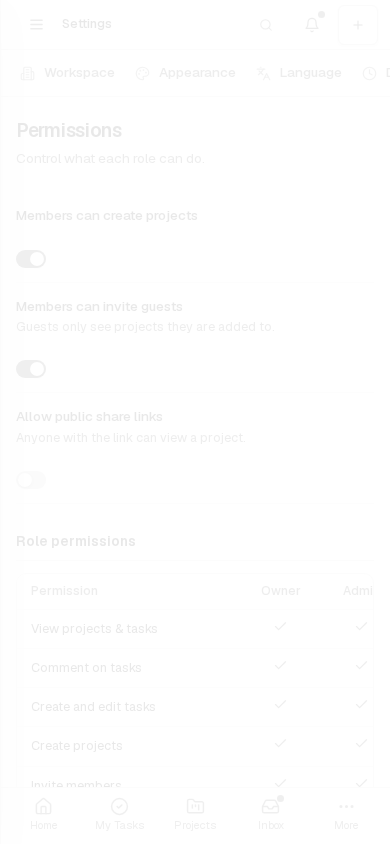 Settings
Workspace Appearance Language
Permissions
Control what each role can do.
Members can create projects
Members can invite guests
Guests only see projects they are added to.
Allow public share links
Anyone with the link can view a project.
Role permissions
Permission Owner Admi
View projects & tasks
Comment on tasks
Create and edit tasks
Create projects
Invite members
Home My Tasks Projects Inbox More